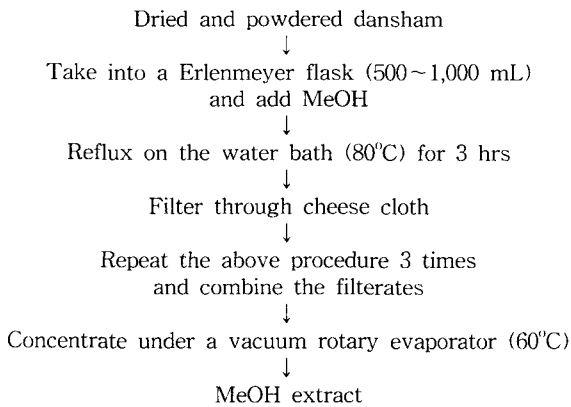 Dried and powdered dansham
↓
Take into a Erlenmeyer flask (500~1,000 mL)
and add MeOH
↓
Reflux on the water bath (80°C) for 3 hrs
↓
Filter through cheese cloth
↓
Repeat the above procedure 3 times
and combine the filterates
↓
Concentrate under a vacuum rotary evaporator (60°C)
↓
MeOH extract